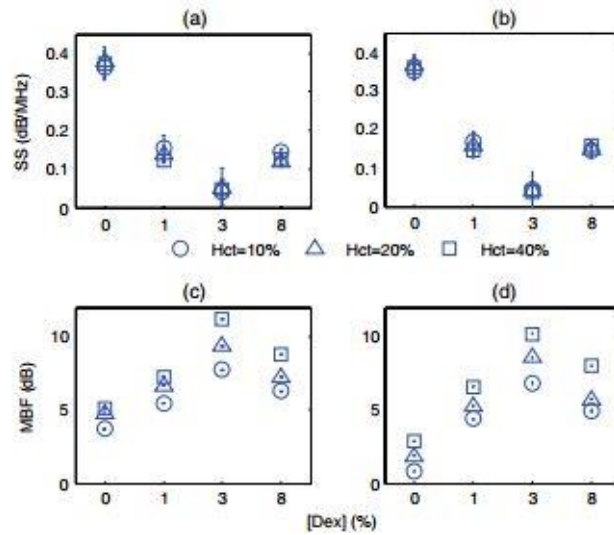 (a) (b)
SS (dB/MHz)
0.4 0.4
0.3 0.3
0.2 0.2
0.1 0.1
0 0
0 1 3 8 0 1 3 8
Hct=10% Hct=20% Hct=40%
(c) (d)
MBF (dB)
10 10
5 5
0 0
0 1 3 8 0 1 3 8
[Dex] (%)